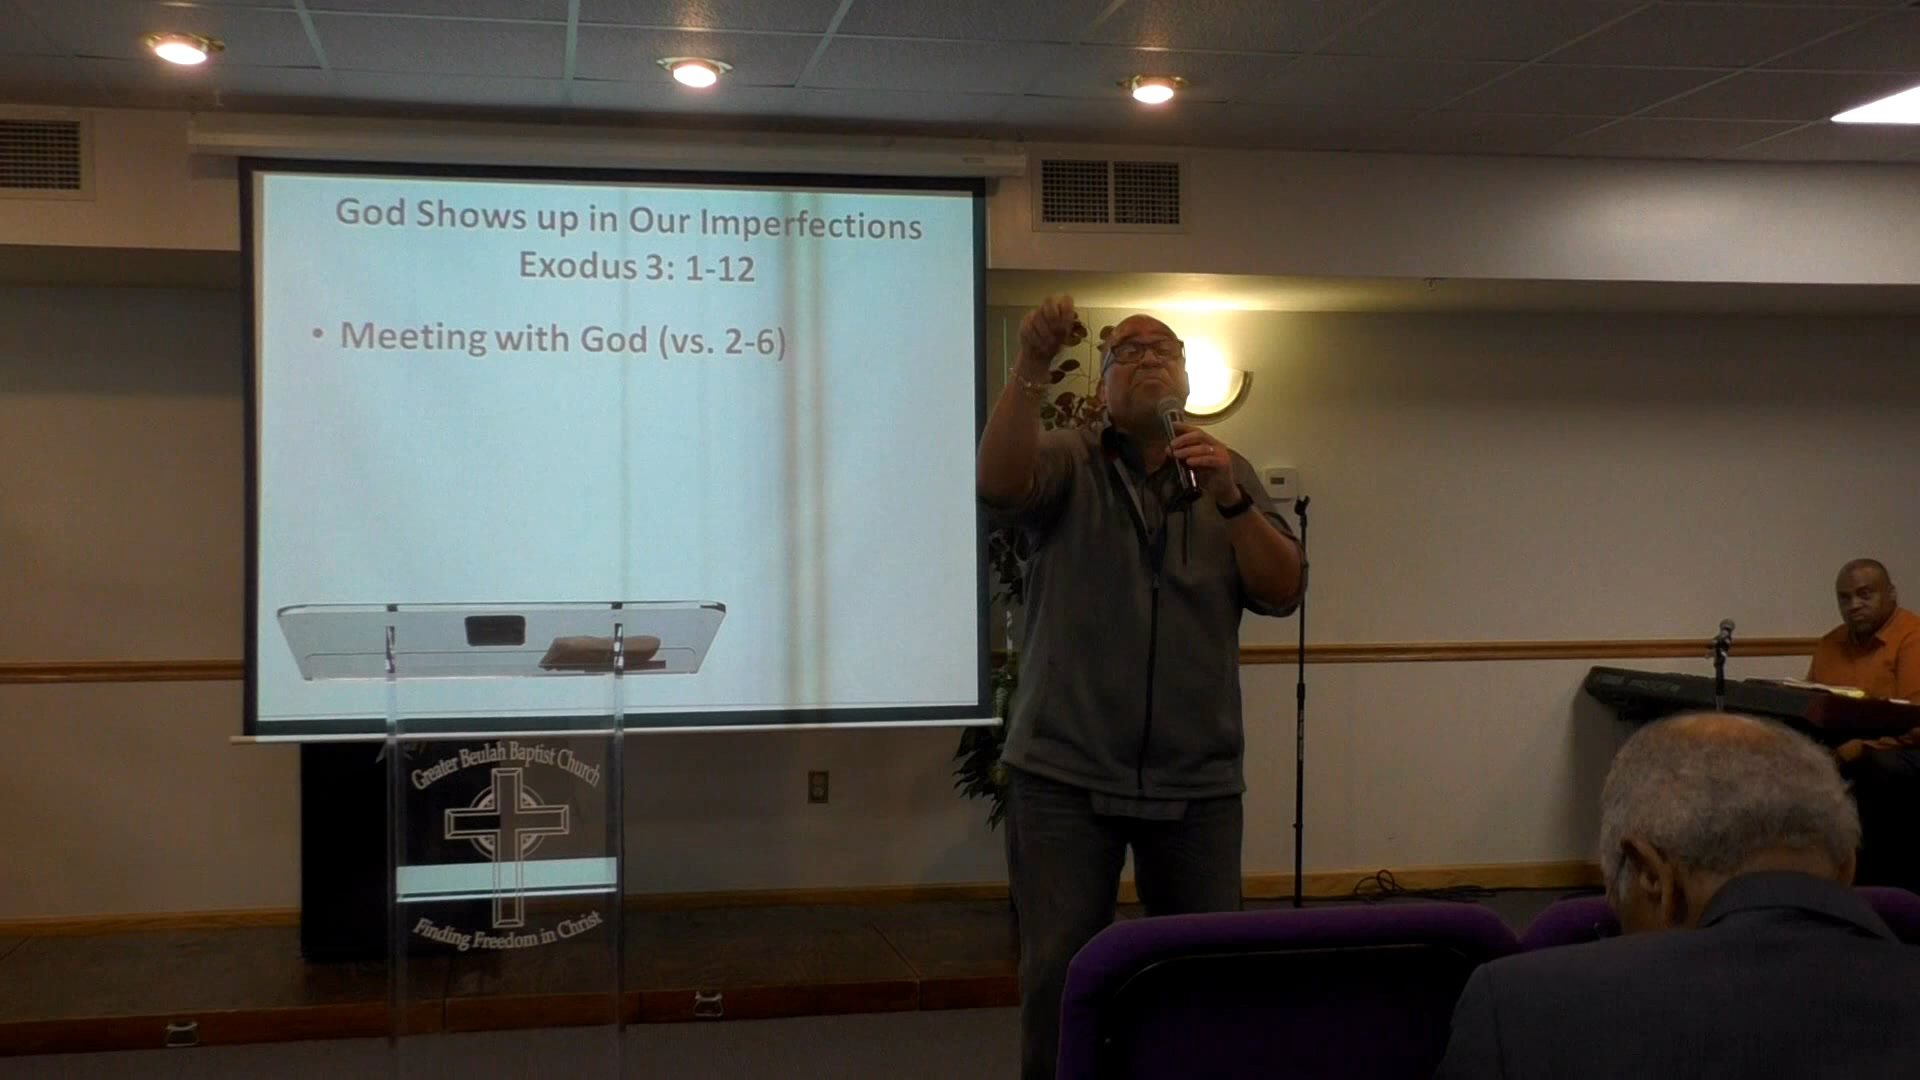 God Shows up in Our Imperfections
Exodus 3: 1-12
• Meeting with God (vs. 2-6)
Greater Beulah Baptist Church
Finding Freedom in Christ